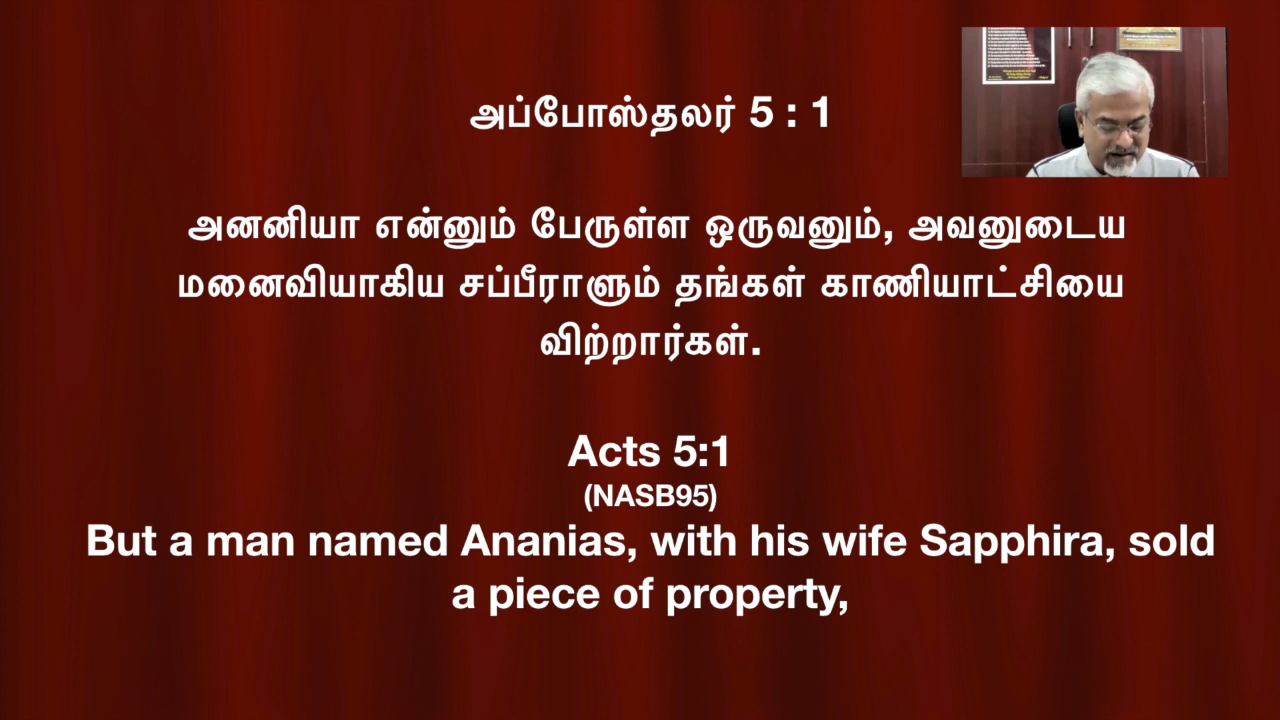 அப்போஸ்தலர் 5 : 1
அனனியா என்னும் பேருள்ள ஒருவனும், அவனுடைய
மனைவியாகிய சப்பீராளும் தங்கள் காணியாட்சியை
விற்றார்கள்.
Acts 5:1
(NASB95)
But a man named Ananias, with his wife Sapphira, sold
a piece of property,